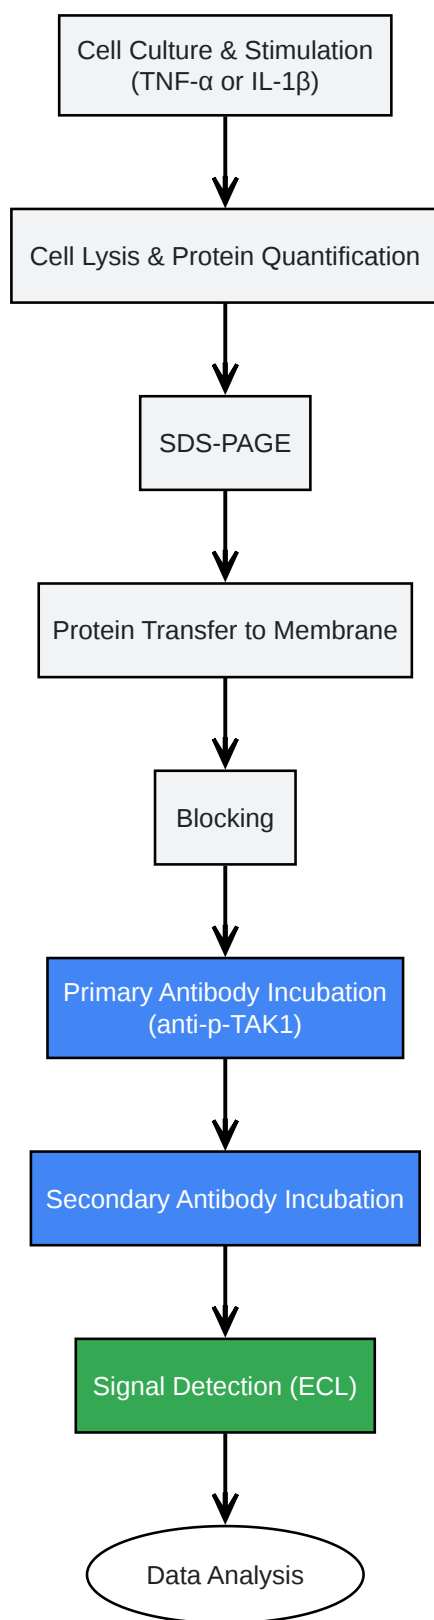 Cell Culture & Stimulation
(TNF-α or IL-1β)
Cell Lysis & Protein Quantification
SDS-PAGE
Protein Transfer to Membrane
Blocking
Primary Antibody Incubation
(anti-p-TAK1)
Secondary Antibody Incubation
Signal Detection (ECL)
Data Analysis